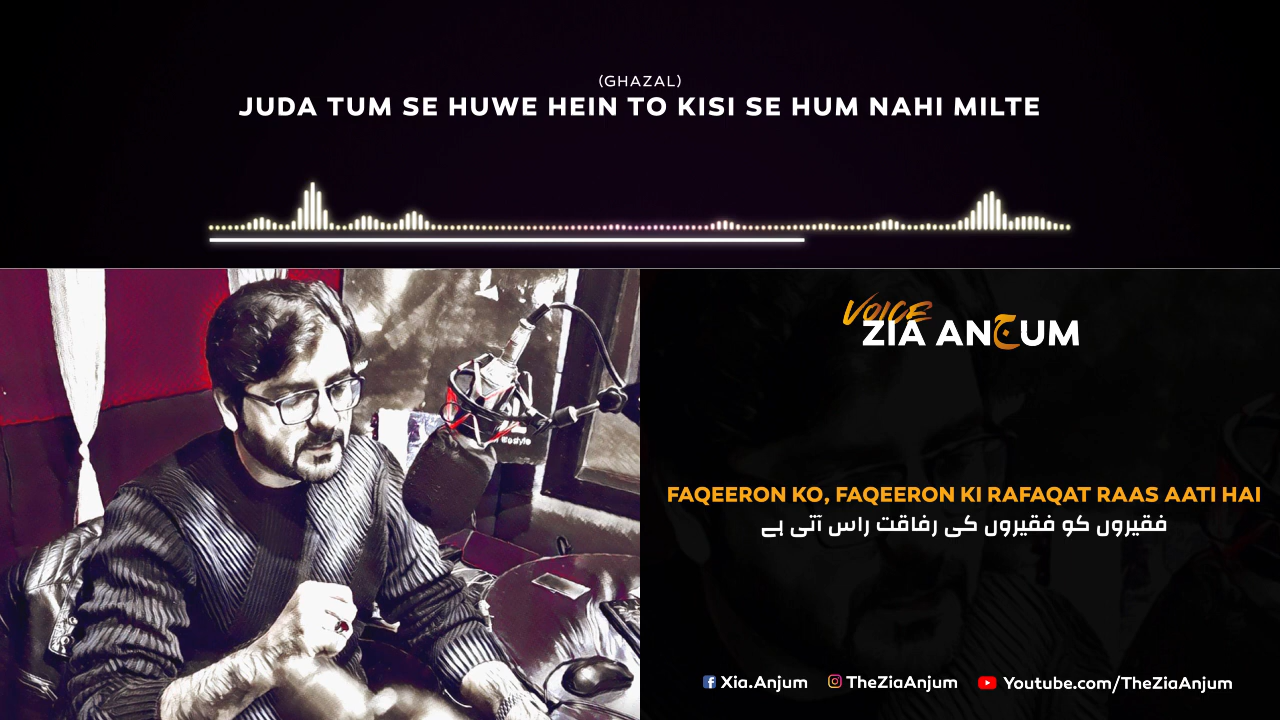 (GHAZAL)
JUDA TUM SE HUWE HEIN TO KISI SE HUM NAHI MILTE
VOICE
ZIA ANجUM
FAQEERON KO, FAQEERON KI RAFAQAT RAAS AATI HAI
فقیروں کو فقیروں کی رفاقت راس آتی ہے
Xia.Anjum TheZiaAnjum Youtube.com/TheZiaAnjum